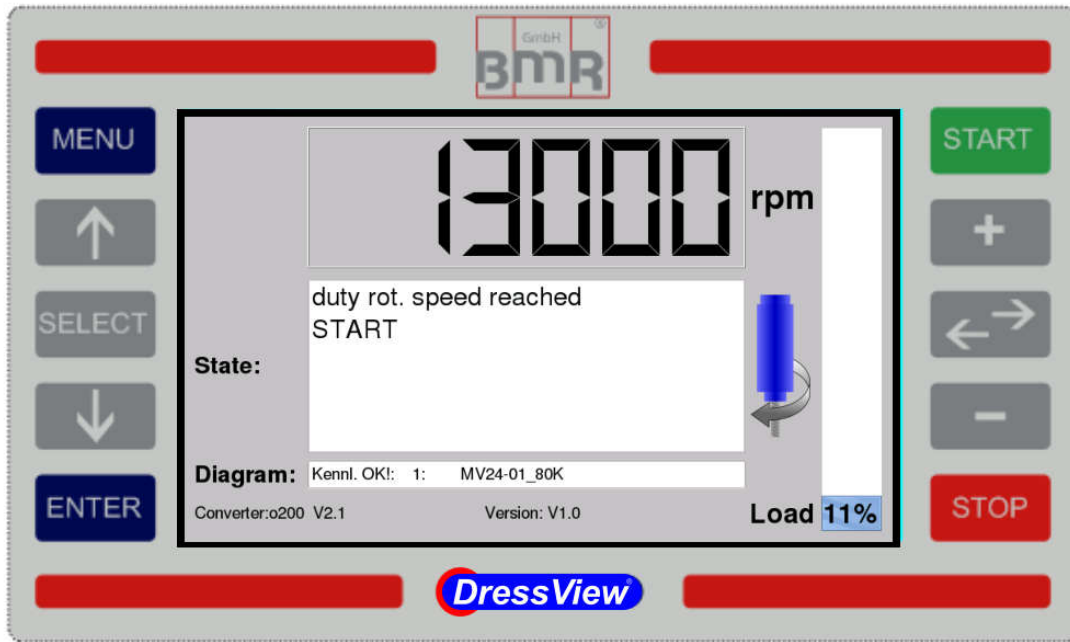 GmbH
®
BMR
MENU
START
13000
rpm
+
SELECT
duty rot. speed reached
START
State:
-
Diagram:
Kennl. OK!: 1: MV24-01_80K
ENTER
Converter:o200 V2.1
Version: V1.0
Load 11%
STOP
DressView®